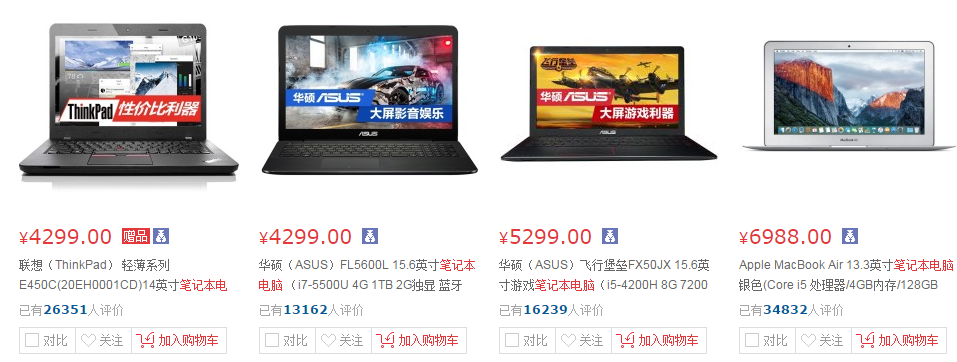 ThinkPad 性价比利器
华硕 ASUS
大屏影音娱乐
ASUS
飞行堡垒
华硕 ASUS
大屏游戏利器
ASUS
MacBook Air
¥4299.00 赠品
联想（ThinkPad） 轻薄系列
E450C(20EH0001CD)14英寸笔记本电
已有26351人评价
对比 关注 加入购物车
¥4299.00
华硕（ASUS）FL5600L 15.6英寸笔记本
电脑（i7-5500U 4G 1TB 2G独显 蓝牙
已有13162人评价
对比 关注 加入购物车
¥5299.00
华硕（ASUS）飞行堡垒FX50JX 15.6英
寸游戏笔记本电脑（i5-4200H 8G 7200
已有16239人评价
对比 关注 加入购物车
¥6988.00
Apple MacBook Air 13.3英寸笔记本电脑
银色(Core i5 处理器/4GB内存/128GB
已有34832人评价
对比 关注 加入购物车